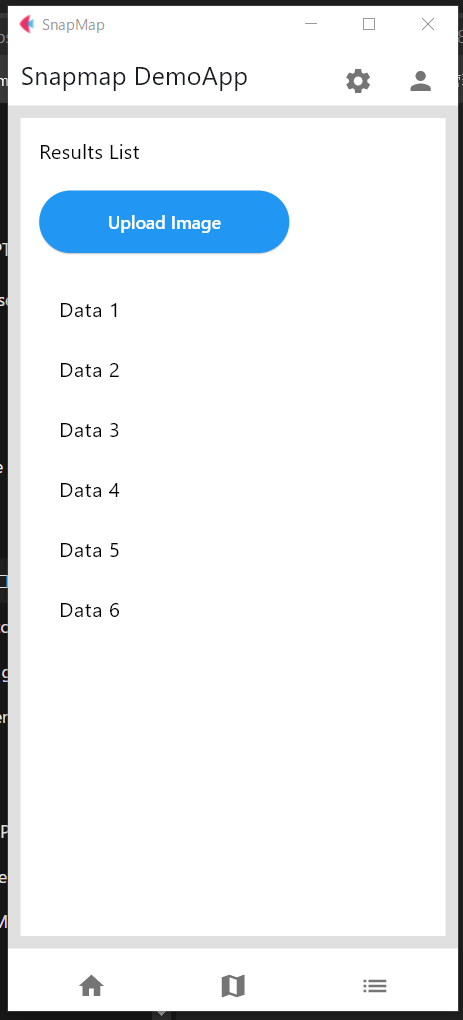 SnapMap
Snapmap DemoApp
Results List
Upload Image
Data 1
Data 2
Data 3
Data 4
Data 5
Data 6